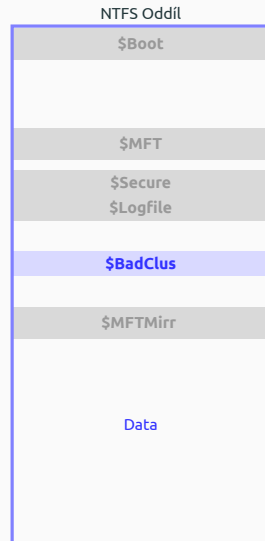 NTFS Oddíl
$Boot
$MFT
$Secure
$Logfile
$BadClus
$MFTMirr
Data